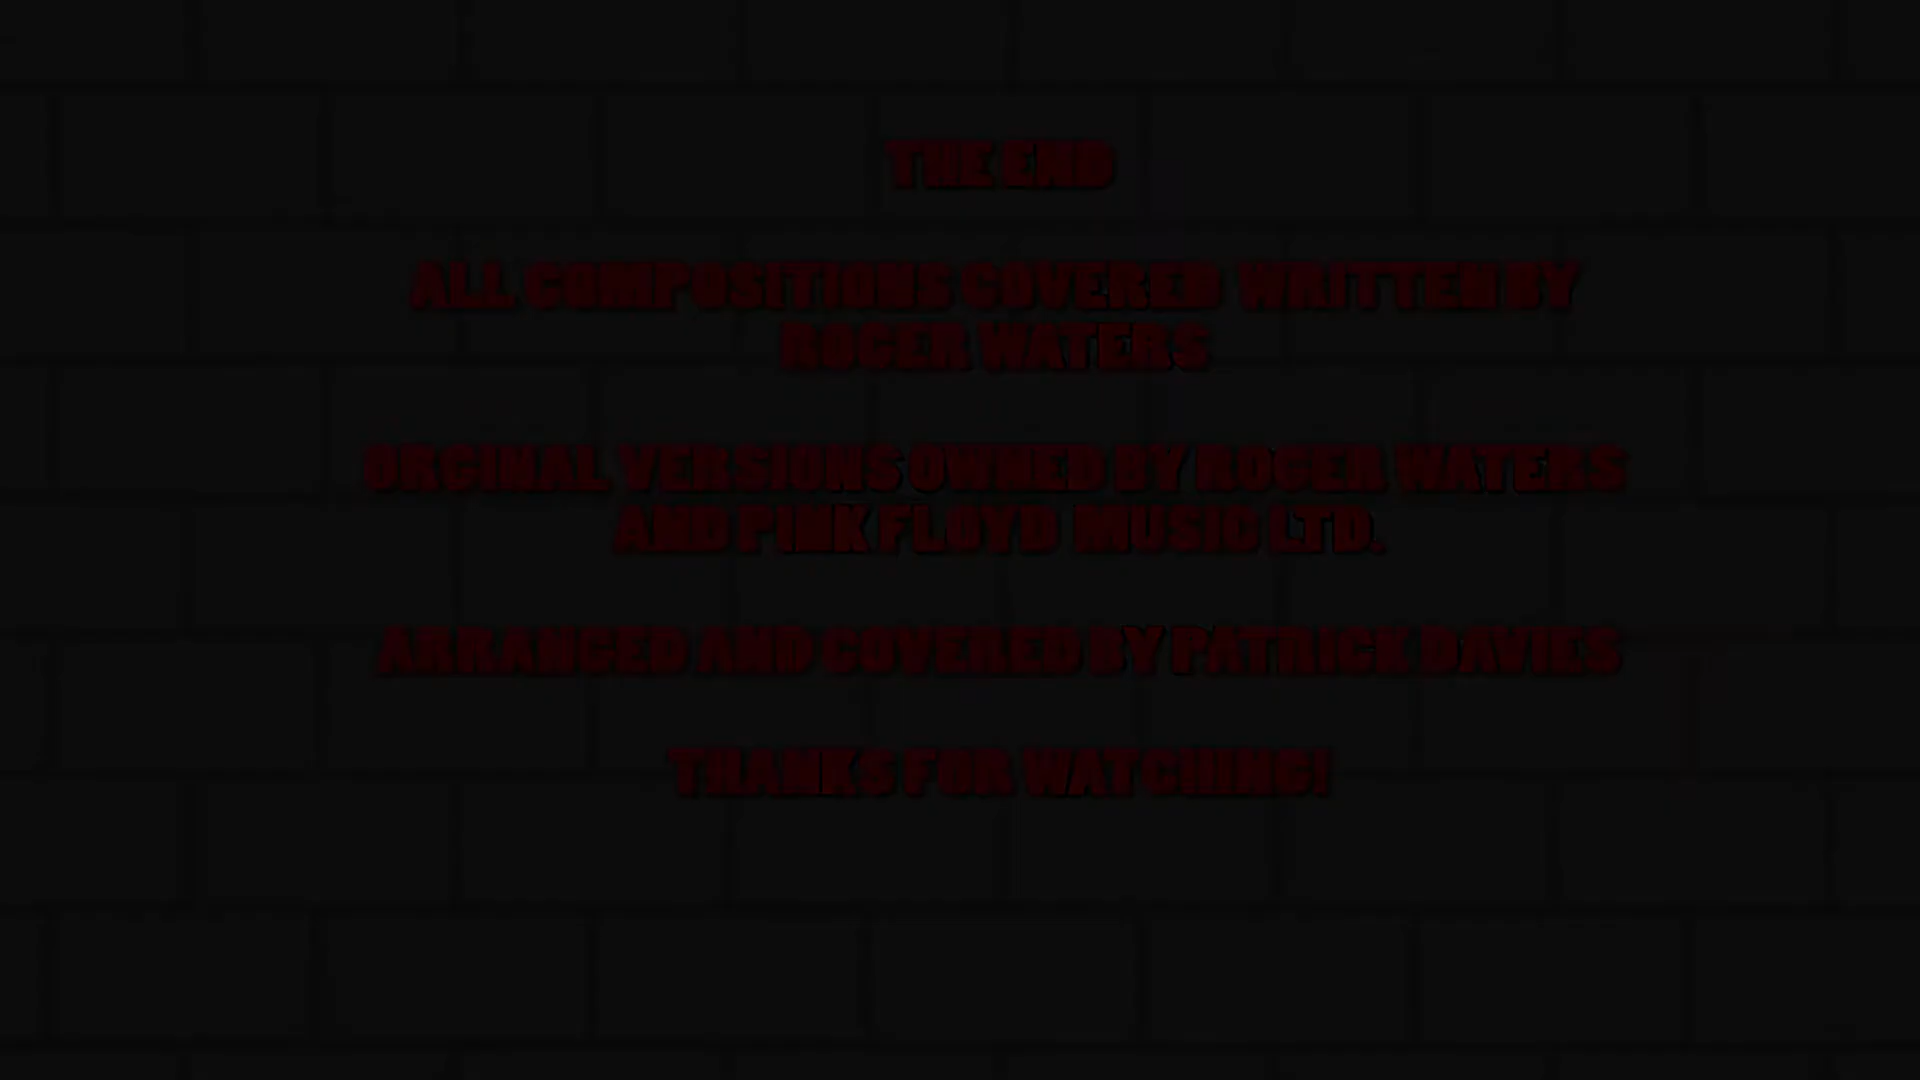 THE END
ALL COMPOSITIONS COVERED WRITTEN BY
ROGER WATERS
ORGINAL VERSIONS OWNED BY ROGER WATERS
AND PINK FLOYD MUSIC LTD.
ARRANGED AND COVERED BY PATRICK DAVIES
THANKS FOR WATCHING!